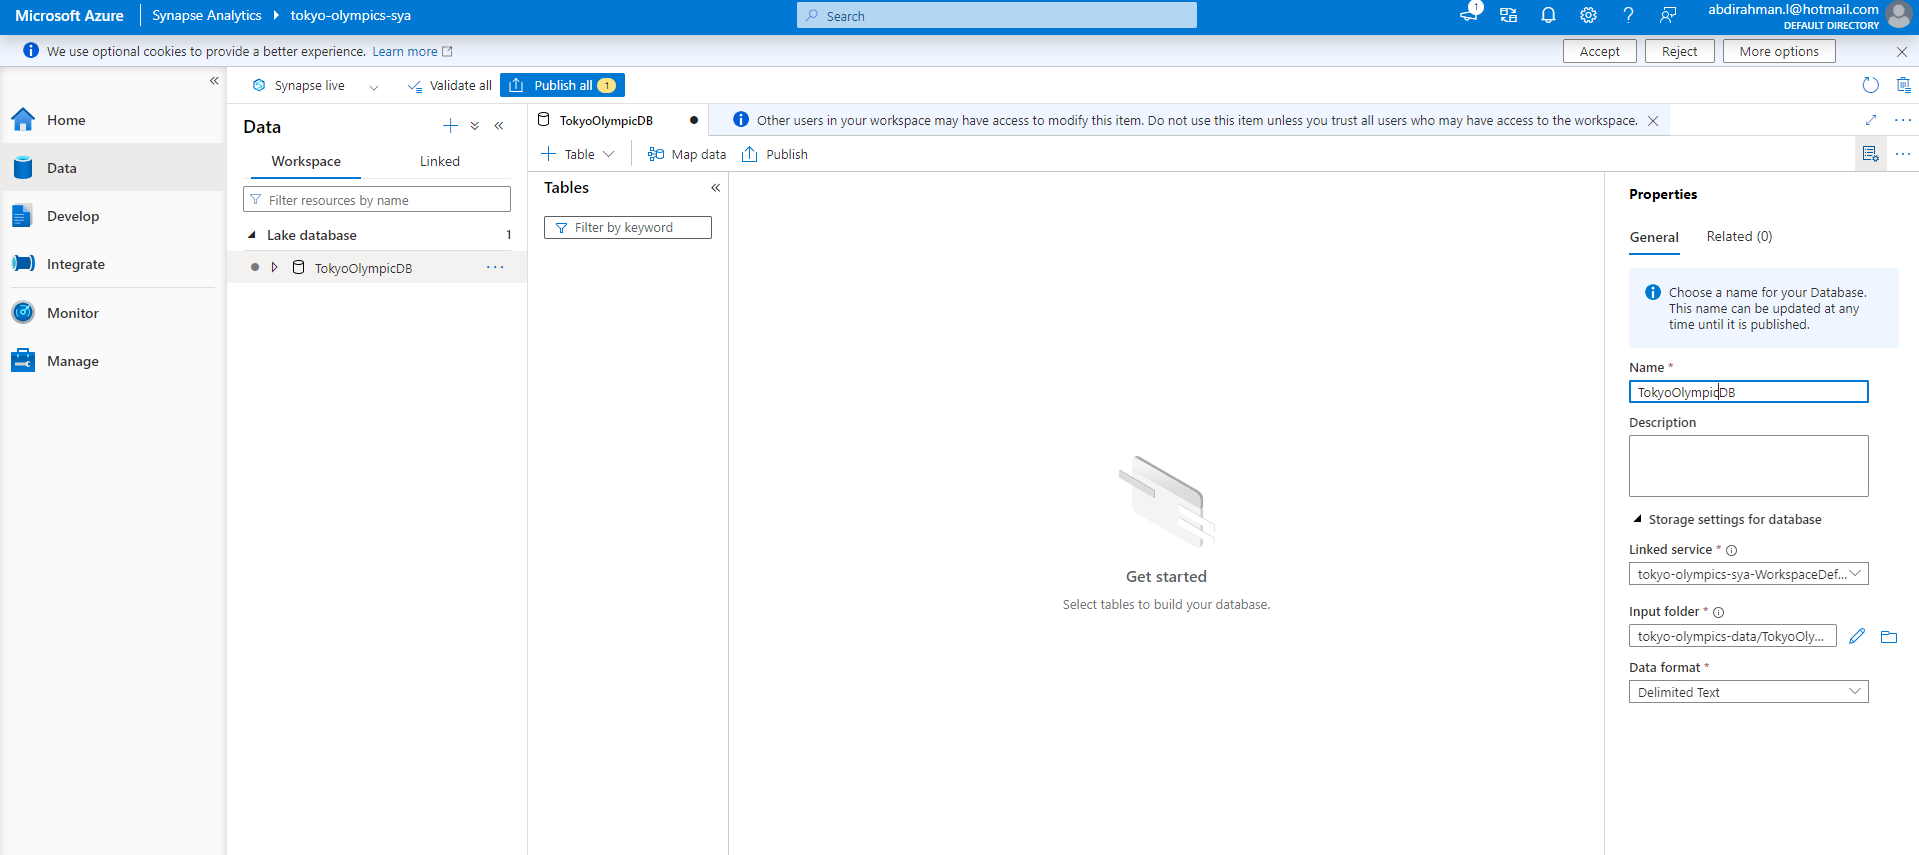 Microsoft Azure
Synapse Analytics
tokyo-olympics-sya
Search
1
abdirahman.l@hotmail.com
DEFAULT DIRECTORY
We use optional cookies to provide a better experience. Learn more
Accept
Reject
More options
Synapse live
Validate all
Publish all 1
Home
Data
Develop
Integrate
Monitor
Manage
Data
Workspace
Linked
Filter resources by name
Lake database 1
TokyoOlympicDB
TokyoOlympicDB
Other users in your workspace may have access to modify this item. Do not use this item unless you trust all users who may have access to the workspace.
Table
Map data
Publish
Tables
Filter by keyword
Get started
Select tables to build your database.
Properties
General
Related (0)
Choose a name for your Database.
This name can be updated at any
time until it is published.
Name *
TokyoOlympicDB
Description
Storage settings for database
Linked service *
tokyo-olympics-sya-WorkspaceDef...
Input folder *
tokyo-olympics-data/TokyoOly...
Data format *
Delimited Text